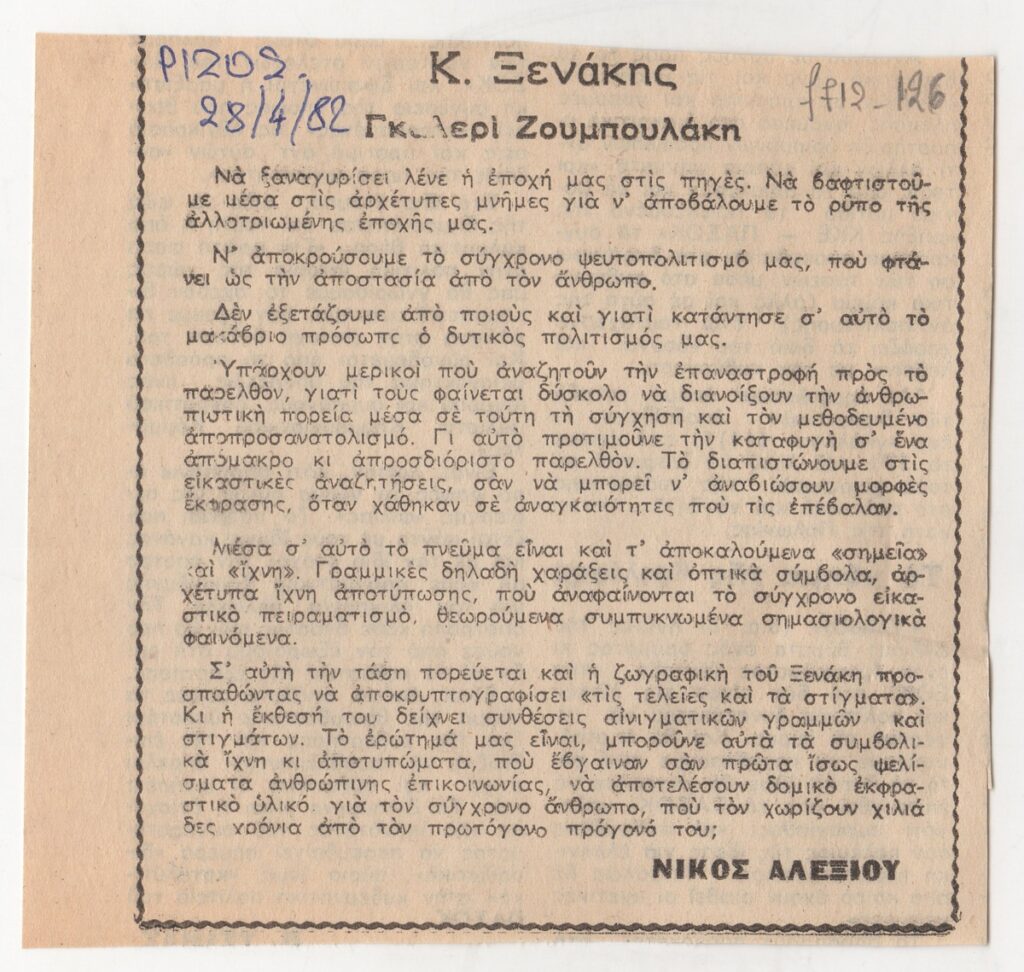 ΡΙΖΟΣ.
28/4/82
ff12-126
Κ. Ξενάκης
Γκαλερὶ Ζουμπουλάκη
Νὰ ξαναγυρίσει λένε ἡ ἐποχή μας στὶς πηγές. Νὰ βαφτιστοῦ-
με μέσα στὶς ἀρχέτυπες μνῆμες γιὰ ν' ἀποβάλουμε τὸ ρῦπο τῆς
ἀλλοτριωμένης ἐποχῆς μας.
Ν' ἀποκρούσουμε τὸ σύγχρονο ψευτοπολιτισμό μας, ποὺ φτά-
νει ὡς τὴν ἀποστασία ἀπὸ τὸν ἄνθρωπο.
Δὲν ἐξετάζουμε ἀπὸ ποιοὺς καὶ γιατὶ κατάντησε σ' αὐτὸ τὸ
μακάβριο πρόσωπο ὁ δυτικὸς πολιτισμός μας.
Ὑπάρχουν μερικοὶ ποὺ ἀναζητοῦν τὴν ἐπαναστροφὴ πρὸς τὸ
παρελθὸν, γιατὶ τοὺς φαίνεται δύσκολο νὰ διανοίξουν τὴν ἀνθρω-
πιστικὴ πορεία μέσα σὲ τούτη τὴ σύγχηση καὶ τὸν μεθοδευμένο
ἀποπροσανατολισμό. Γι αὐτὸ προτιμοῦνε τὴν καταφυγὴ σ' ἕνα
ἀπόμακρο κι ἀπροσδιόριστο παρελθὸν. Τὸ διαπιστώνουμε στὶς
εἰκαστικὲς ἀναζητήσεις, σὰν νὰ μπορεῖ ν' ἀναβιώσουν μορφὲς
ἔκφρασης, ὅταν χάθηκαν σὲ ἀναγκαιότητες ποὺ τὶς ἐπέβαλαν.
Μέσα σ' αὐτὸ τὸ πνεῦμα εἶναι καὶ τ' ἀποκαλούμενα «σημεῖα»
καὶ «ἴχνη». Γραμμικὲς δηλαδὴ χαράξεις καὶ ὀπτικὰ σύμβολα, ἀρ-
χέτυπα ἴχνη ἀποτύπωσης, ποὺ ἀναφαίνονται τὸ σύγχρονο εἰκα-
στικὸ πειραματισμό, θεωρούμενα συμπυκνωμένα σημασιολογικὰ
φαινόμενα.
Σ' αὐτὴ τὴν τάση πορεύεται καὶ ἡ ζωγραφικὴ τοῦ Ξενάκη προ-
σπαθώντας νὰ ἀποκρυπτογραφίσει «τὶς τελεῖες καὶ τὰ στίγματα».
Κι ἡ ἔκθεσή του δείχνει συνθέσεις αἰνιγματικῶν γραμμῶν καὶ
στιγμάτων. Τὸ ἐρώτημά μας εἶναι, μποροῦνε αὐτὰ τὰ συμβολι-
κὰ ἴχνη κι ἀποτυπώματα, ποὺ ἔβγαιναν σὰν πρῶτα ἴσως ψελί-
σματα ἀνθρώπινης ἐπικοινωνίας, νὰ ἀποτελέσουν δομικὸ ἐκφρα-
στικὸ ὑλικό. γιὰ τὸν σύγχρονο ἄνθρωπο, ποὺ τὸν χωρίζουν χιλιά
δες χρόνια ἀπὸ τὸν πρωτόγονο πρόγονό του;
ΝΙΚΟΣ ΑΛΕΞΙΟΥ